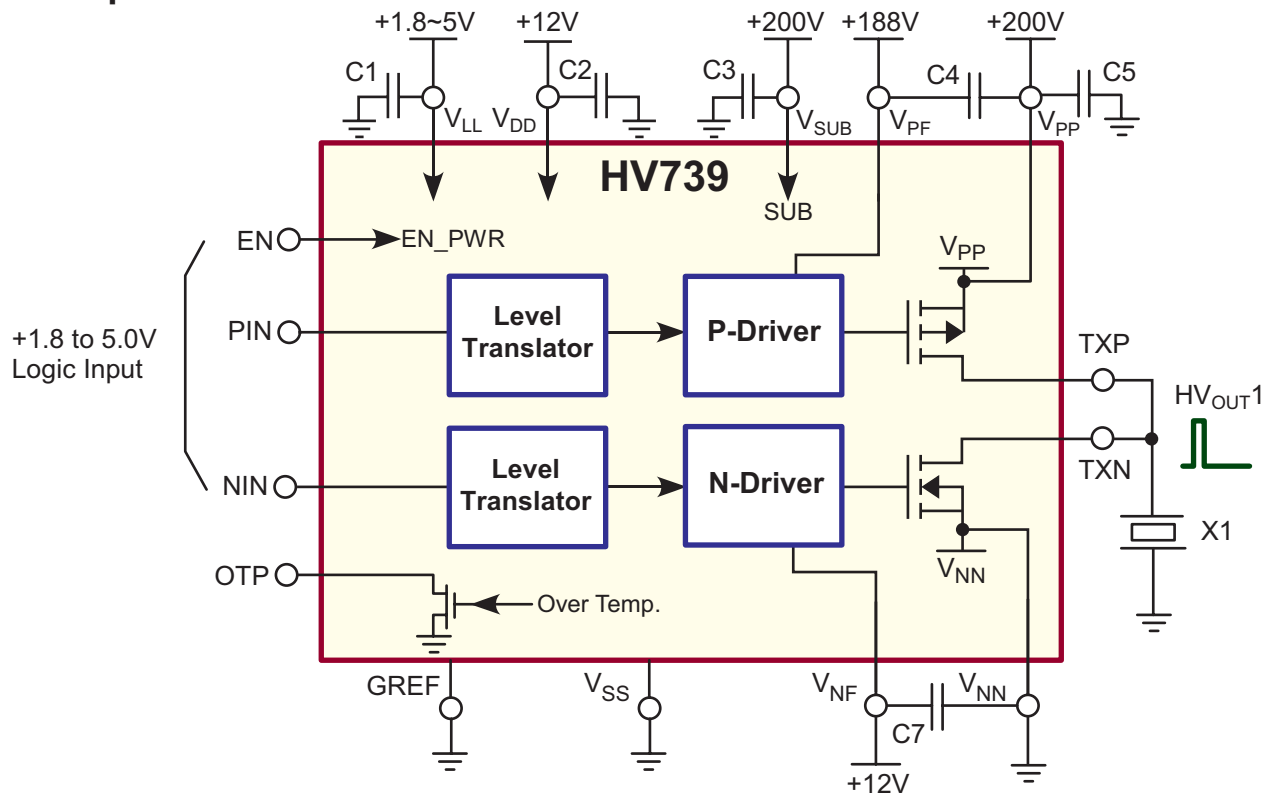 +1.8~5V +12V +200V +188V +200V
C1 C2 C3 C4 C5
VLL VDD VSUB VPF VPP
HV739
SUB
EN EN_PWR
VPP
+1.8 to 5.0V
Logic Input
PIN
Level
Translator
P-Driver
TXP
HVOUT1
TXN
NIN
Level
Translator
N-Driver
X1
VNN
OTP
Over Temp.
GREF VSS VNF VNN
C7
+12V